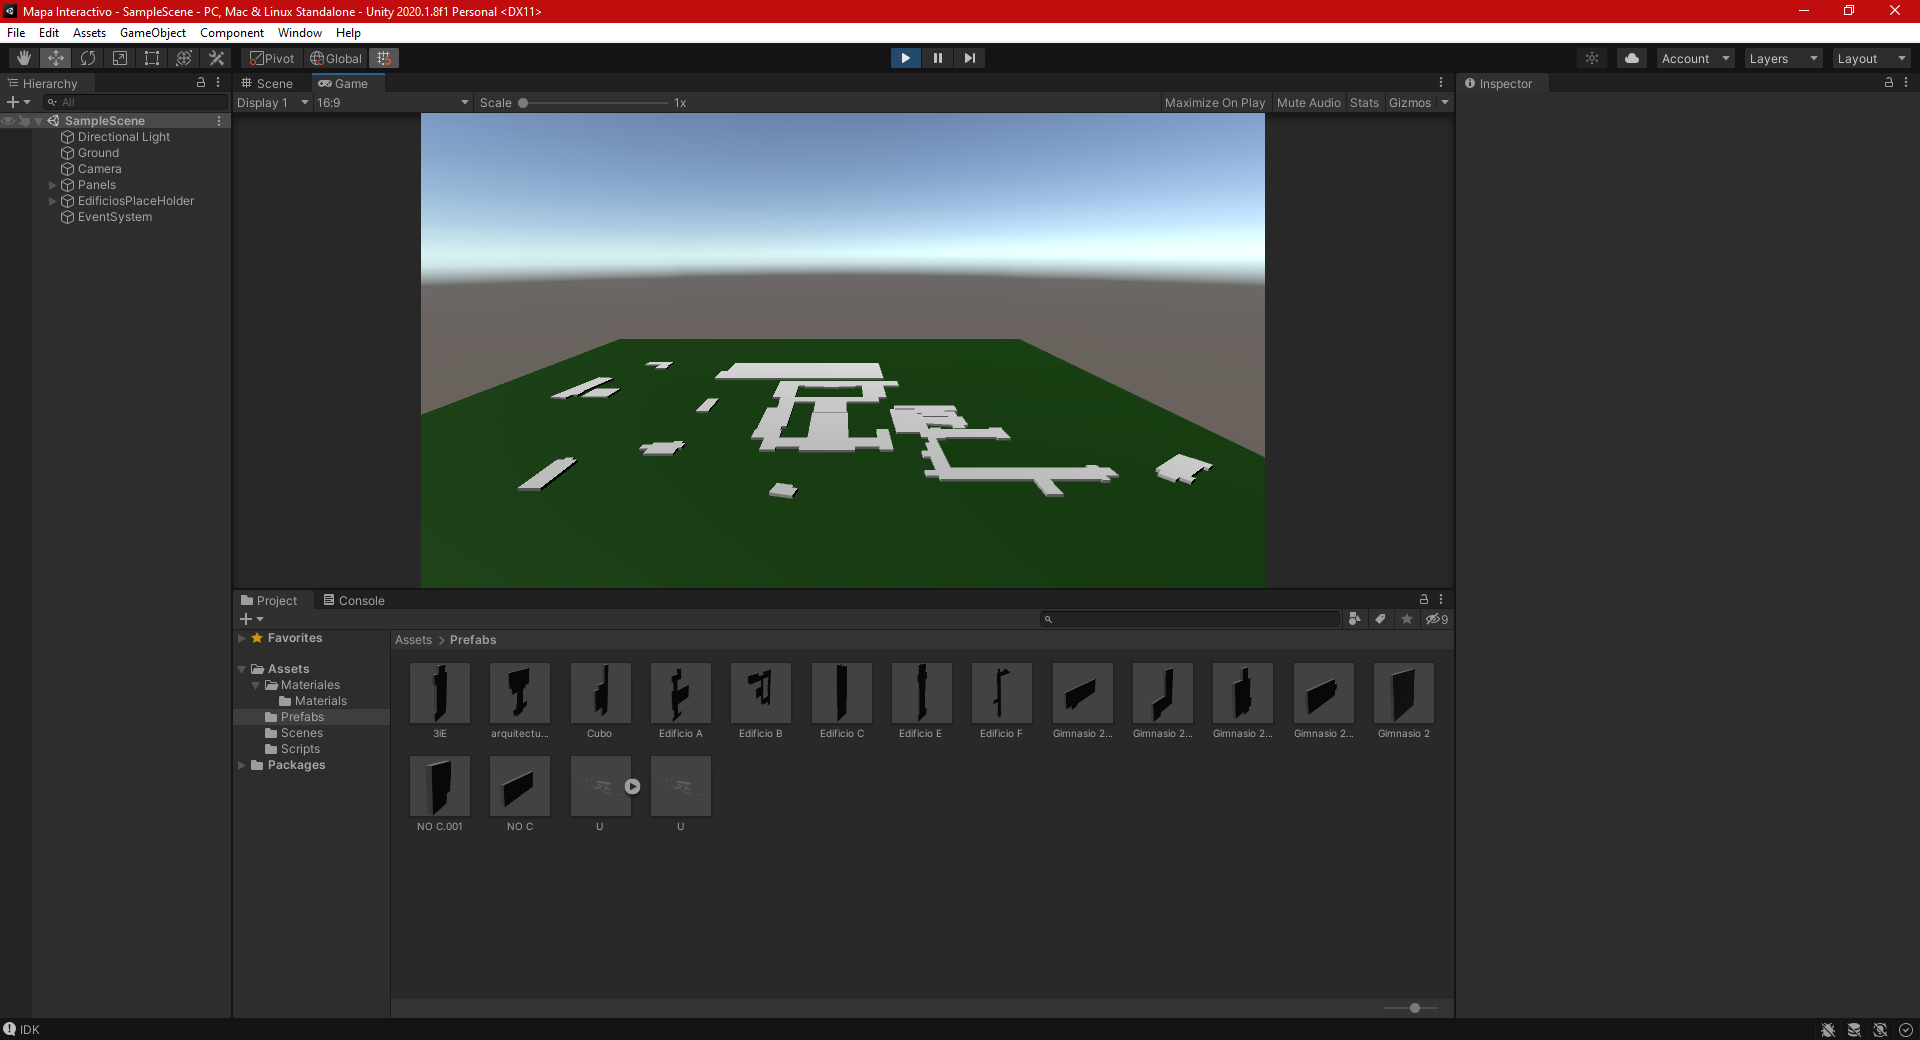 Mapa Interactivo - SampleScene - PC, Mac & Linux Standalone - Unity 2020.1.8f1 Personal <DX11>
File Edit Assets GameObject Component Window Help
Pivot Global Account Layers Layout
Hierarchy
All
SampleScene
Directional Light
Ground
Camera
Panels
EdificiosPlaceHolder
EventSystem
Scene Game
Display 1 16:9 Scale 1x Maximize On Play Mute Audio Stats Gizmos
Inspector
Project Console
9
Favorites
Assets
Materiales
Materials
Prefabs
Scenes
Scripts
Packages
Assets > Prefabs
3iE arquitectu... Cubo Edificio A Edificio B Edificio C Edificio E Edificio F Gimnasio 2... Gimnasio 2... Gimnasio 2... Gimnasio 2... Gimnasio 2
NO C.001 NO C U U
IDK